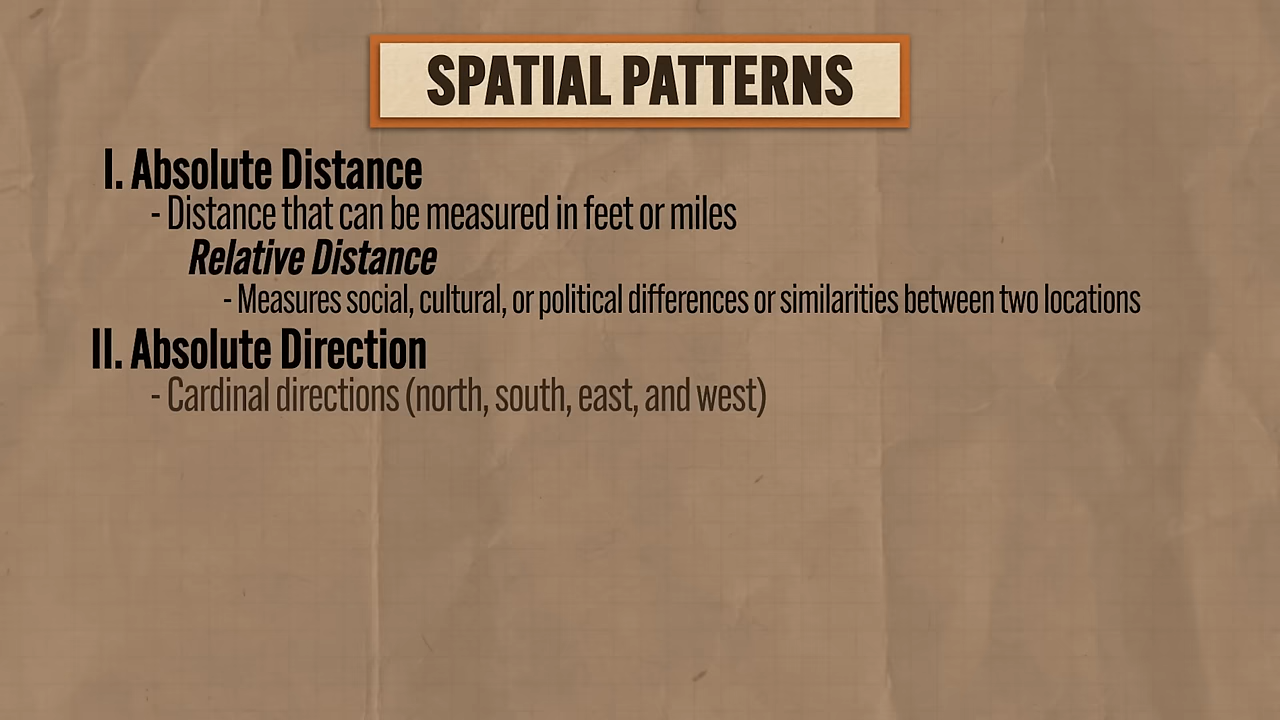 SPATIAL PATTERNS
I. Absolute Distance
- Distance that can be measured in feet or miles
Relative Distance
- Measures social, cultural, or political differences or similarities between two locations
II. Absolute Direction
- Cardinal directions (north, south, east, and west)